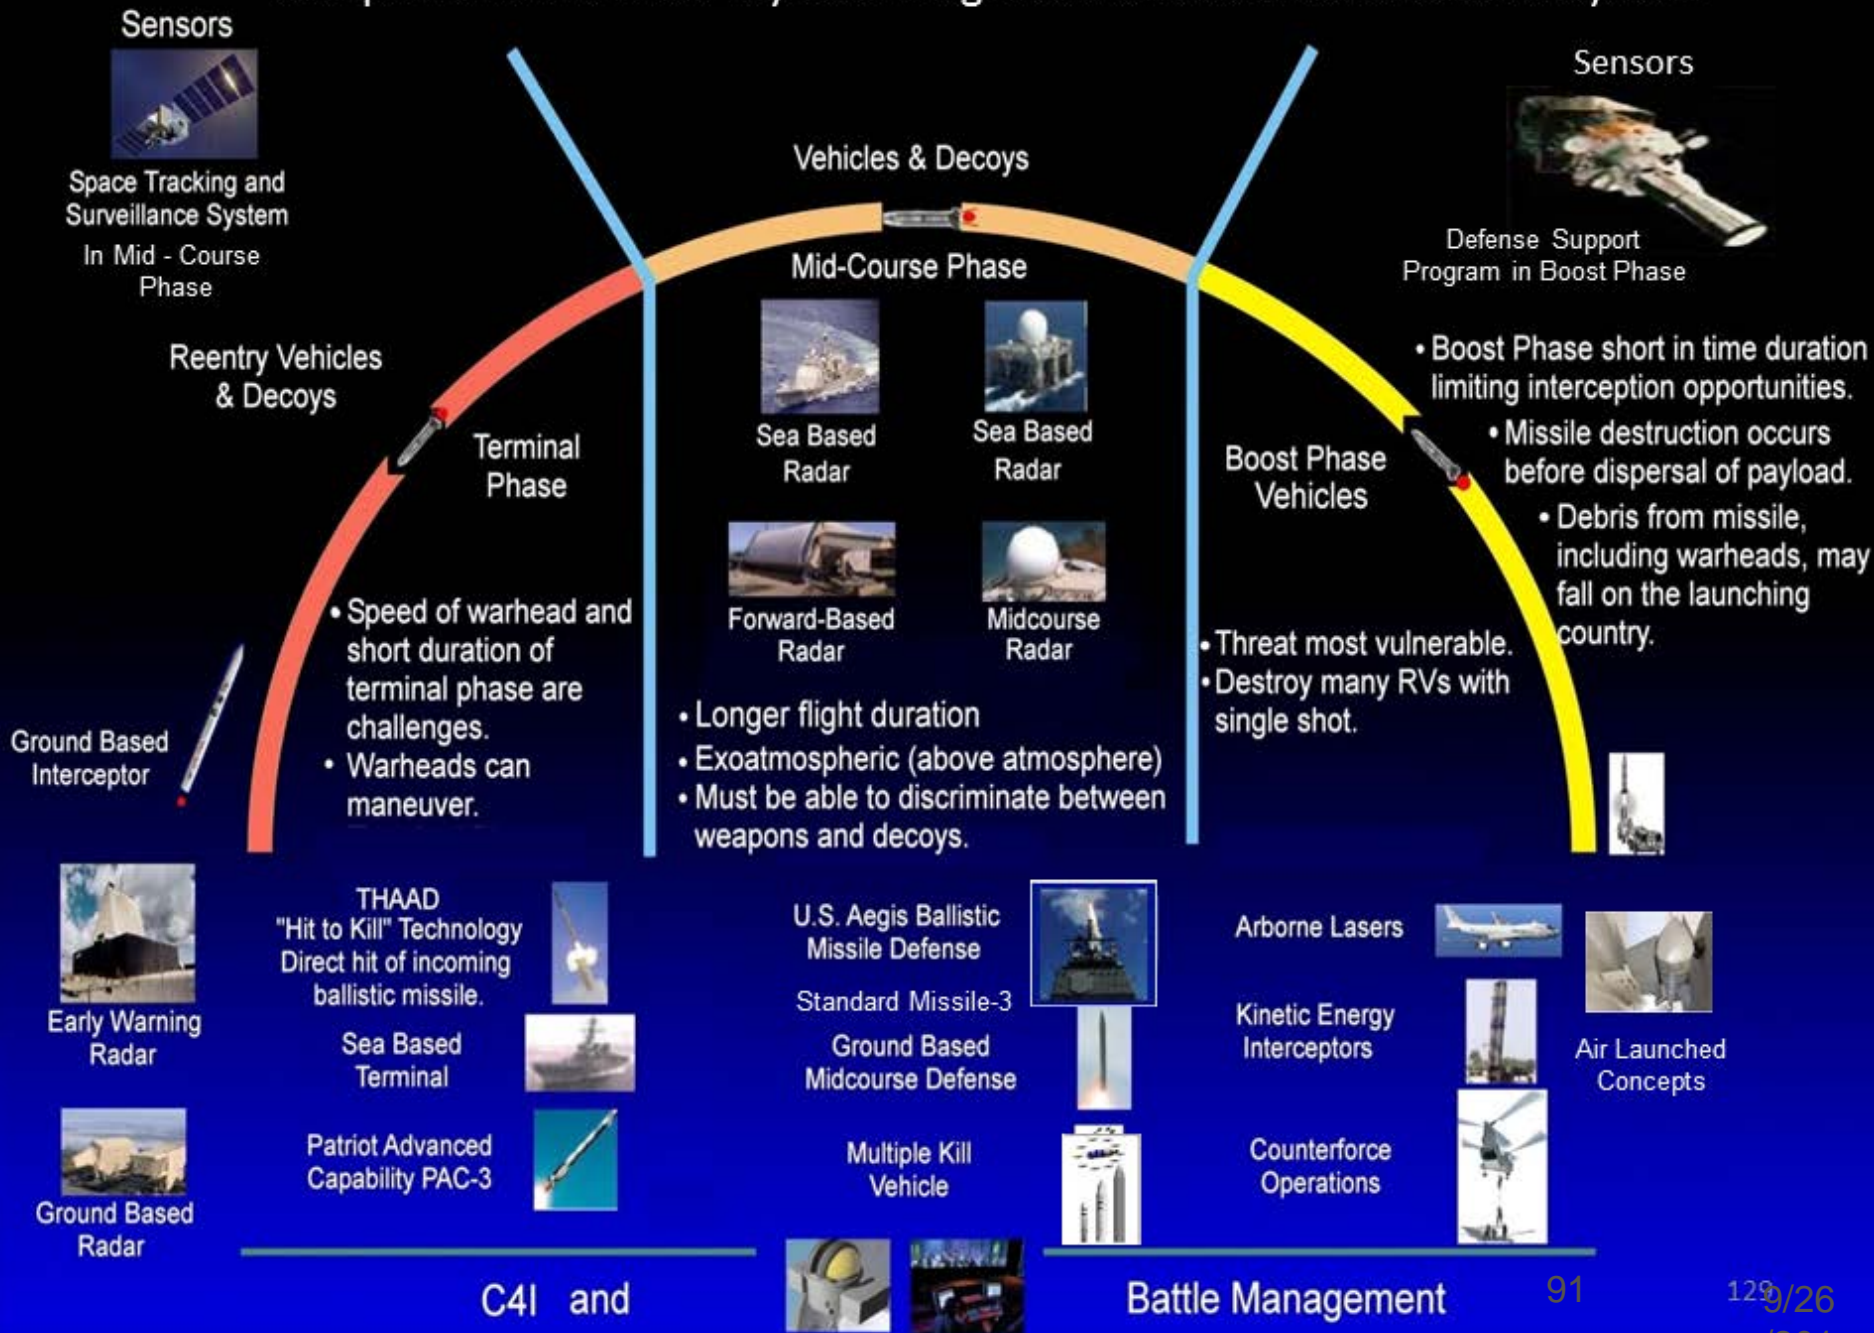 Sensors
Space Tracking and
Surveillance System
In Mid - Course
Phase
Vehicles & Decoys
Mid-Course Phase
Sensors
Defense Support
Program in Boost Phase
Reentry Vehicles
& Decoys
Terminal
Phase
Sea Based
Radar
Sea Based
Radar
Forward-Based
Radar
Midcourse
Radar
Boost Phase
Vehicles
• Boost Phase short in time duration
limiting interception opportunities.
• Missile destruction occurs
before dispersal of payload.
• Debris from missile,
including warheads, may
fall on the launching
country.
• Speed of warhead and
short duration of
terminal phase are
challenges.
• Warheads can
maneuver.
• Longer flight duration
• Exoatmospheric (above atmosphere)
• Must be able to discriminate between
weapons and decoys.
• Threat most vulnerable.
• Destroy many RVs with
single shot.
Ground Based
Interceptor
Early Warning
Radar
Ground Based
Radar
THAAD
"Hit to Kill" Technology
Direct hit of incoming
ballistic missile.
Sea Based
Terminal
Patriot Advanced
Capability PAC-3
U.S. Aegis Ballistic
Missile Defense
Standard Missile-3
Ground Based
Midcourse Defense
Multiple Kill
Vehicle
Arborne Lasers
Kinetic Energy
Interceptors
Counterforce
Operations
Air Launched
Concepts
C4I and
Battle Management
91
129
9/26